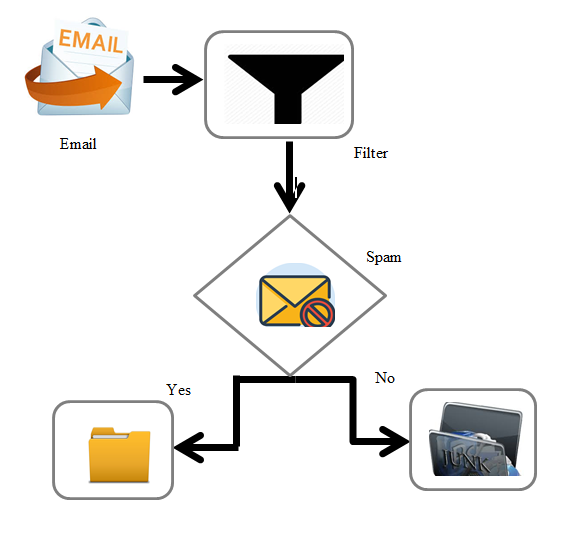 EMAIL
Email
Filter
Spam
Yes
No
JUNK